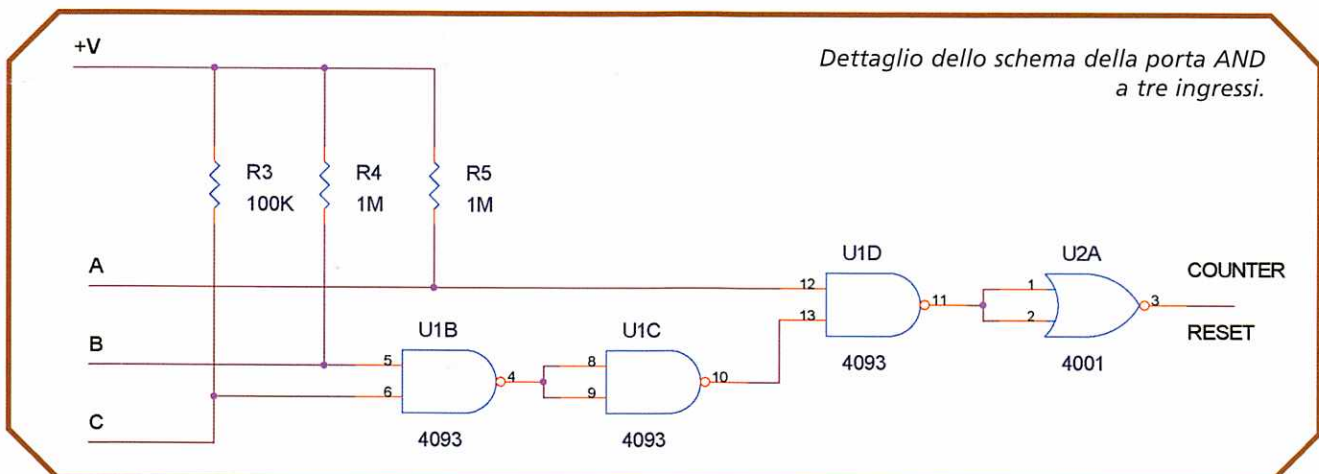 +V
Dettaglio dello schema della porta AND
a tre ingressi.
R3
100K
R4
1M
R5
1M
A
U1D
12
13
11
4093
U2A
1
2
3
4001
COUNTER
RESET
B
U1B
5
6
4
4093
U1C
8
9
10
4093
C